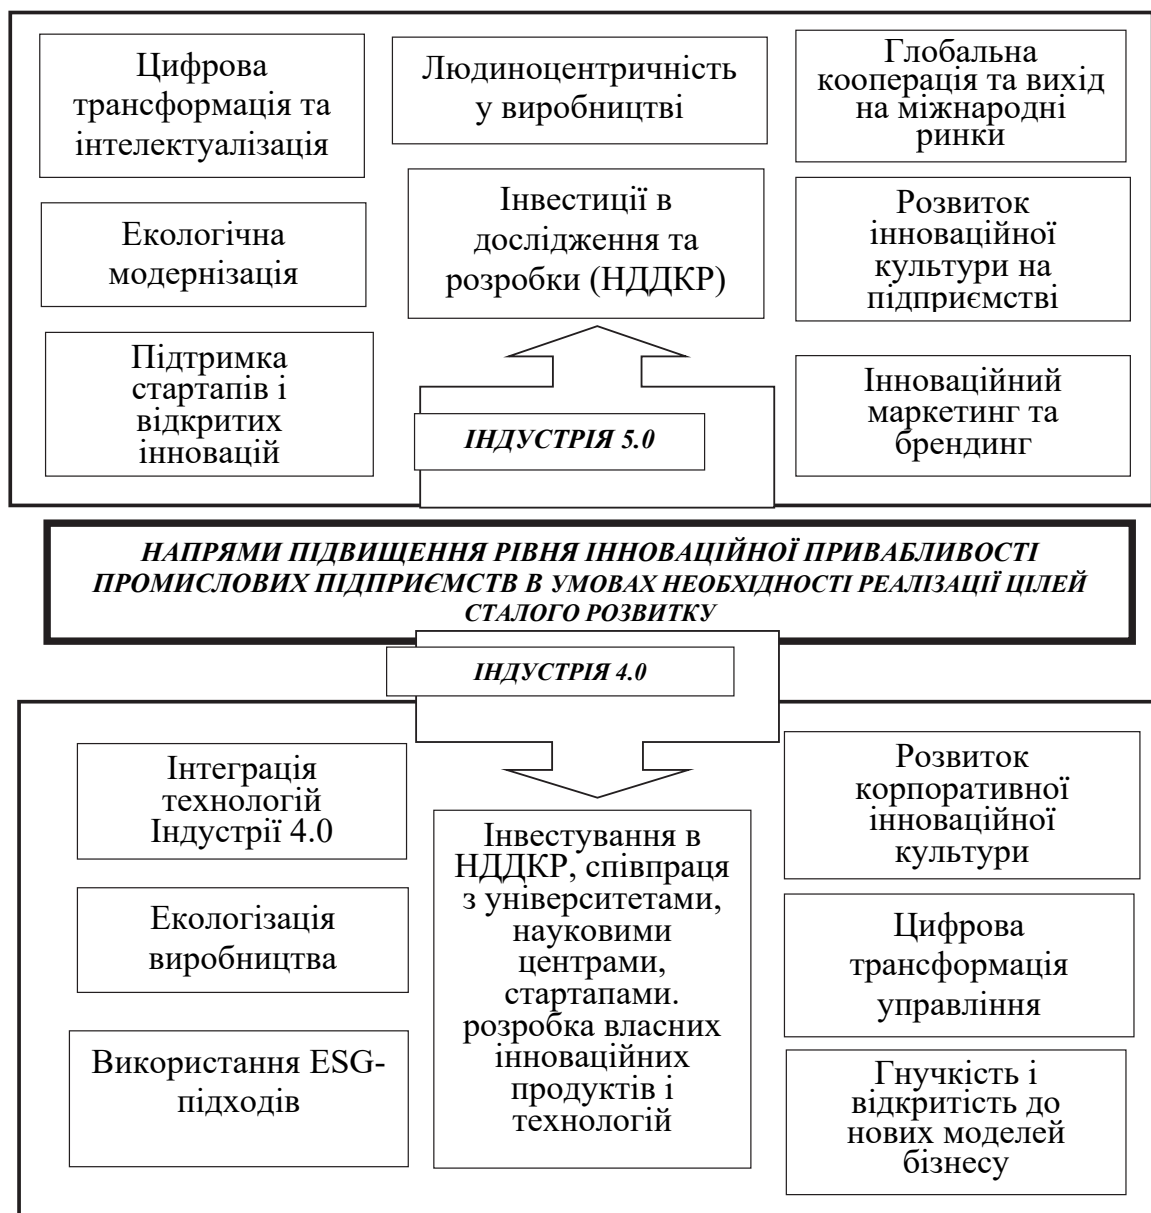 Цифрова
трансформація та
інтелектуалізація
Людиноцентричність
у виробництві
Глобальна
кооперація та вихід
на міжнародні
ринки
Екологічна
модернізація
Інвестиції в
дослідження та
розробки (НДДКР)
Розвиток
інноваційної
культури на
підприємстві
Підтримка
стартапів і
відкритих
інновацій
Інноваційний
маркетинг та
брендинг
ІНДУСТРІЯ 5.0
НАПРЯМИ ПІДВИЩЕННЯ РІВНЯ ІННОВАЦІЙНОЇ ПРИВАБЛИВОСТІ
ПРОМИСЛОВИХ ПІДПРИЄМСТВ В УМОВАХ НЕОБХІДНОСТІ РЕАЛІЗАЦІЇ ЦІЛЕЙ
СТАЛОГО РОЗВИТКУ
ІНДУСТРІЯ 4.0
Інтеграція
технологій
Індустрії 4.0
Екологізація
виробництва
Використання ESG-
підходів
Інвестування в
НДДКР, співпраця
з університетами,
науковими
центрами,
стартапами.
розробка власних
інноваційних
продуктів і
технологій
Розвиток
корпоративної
інноваційної
культури
Цифрова
трансформація
управління
Гнучкість і
відкритість до
нових моделей
бізнесу